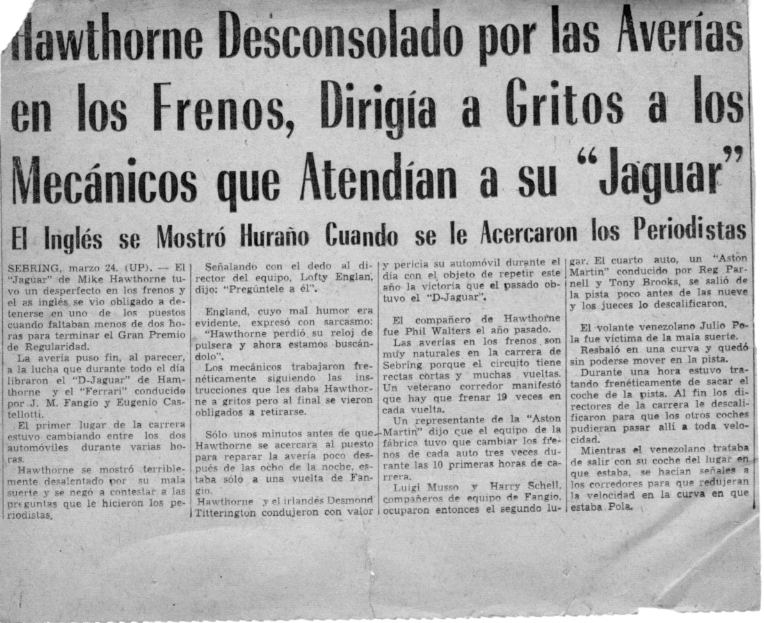 Hawthorne Desconsolado por las Averías
en los Frenos, Dirigía a Gritos a los
Mecánicos que Atendían a su "Jaguar"
El Inglés se Mostró Huraño Cuando se le Acercaron los Periodistas
SEBRING, marzo 24. (UP). — El
"Jaguar" de Mike Hawthorne tu-
vo un desperfecto en los frenos y
el as inglés se vio obligado a de-
tenerse en uno de los puestos
cuando faltaban menos de dos ho-
ras para terminar el Gran Premio
de Regularidad.
La avería puso fin, al parecer,
a la lucha que durante todo el día
libraron el "D-Jaguar" de Ham-
thorne y el "Ferrari" conducido
por J. M. Fangio y Eugenio Cas-
tellotti.
El primer lugar de la carrera
estuvo cambiando entre los dos
automóviles durante varias ho-
ras.
Hawthorne se mostró terrible-
mente desalentado por su mala
suerte y se negó a contestar a las
preguntas que le hicieron los pe-
riodistas.
Señalando con el dedo al di-
rector del equipo, Lofty Englan,
dijo: "Pregúntele a él".
England, cuyo mal humor era
evidente, expresó con sarcasmo:
"Hawthorne perdió su reloj de
pulsera y ahora estamos buscán-
dolo".
Los mecánicos trabajaron fre-
néticamente siguiendo las ins-
trucciones que les daba Hawthor-
ne a gritos pero al final se vieron
obligados a retirarse.
Sólo unos minutos antes de que
Hawthorne se acercara al puesto
para reparar la avería poco des-
pués de las ocho de la noche, es-
taba sólo a una vuelta de Fan-
gio.
Hawthorne y el irlandés Desmond
Titterington condujeron con valor
y pericia su automóvil durante el
día con el objeto de repetir este
año la victoria que el pasado ob-
tuvo el "D-Jaguar".
El compañero de Hawthorne
fue Phil Walters el año pasado.
Las averías en los frenos son
muy naturales en la carrera de
Sebring porque el circuito tiene
rectas cortas y muchas vueltas.
Un veterano corredor manifestó
que hay que frenar 19 veces en
cada vuelta.
Un representante de la "Aston
Martin" dijo que el equipo de la
fábrica tuvo que cambiar los fre-
nos de cada auto tres veces du-
rante las 10 primeras horas de ca-
rrera.
Luigi Musso y Harry Schell,
compañeros de equipo de Fangio,
ocuparon entonces el segundo lu-
gar. El cuarto auto, un "Aston
Martin" conducido por Reg Par-
nell y Tony Brooks, se salió de
la pista poco antes de las nueve
y los jueces lo descalificaron.
El volante venezolano Julio Po-
la fue víctima de la mala suerte.
Resbaló en una curva y quedó
sin poderse mover en la pista.
Durante una hora estuvo tra-
tando frenéticamente de sacar el
coche de la pista. Al fin los di-
rectores de la carrera le descali-
ficaron para que los otros coches
pudieran pasar allí a toda velo-
cidad.
Mientras el venezolano trataba
de salir con su coche del lugar en
que estaba, se hacían señales a
los corredores para que redujeran
la velocidad en la curva en que
estaba Pola.